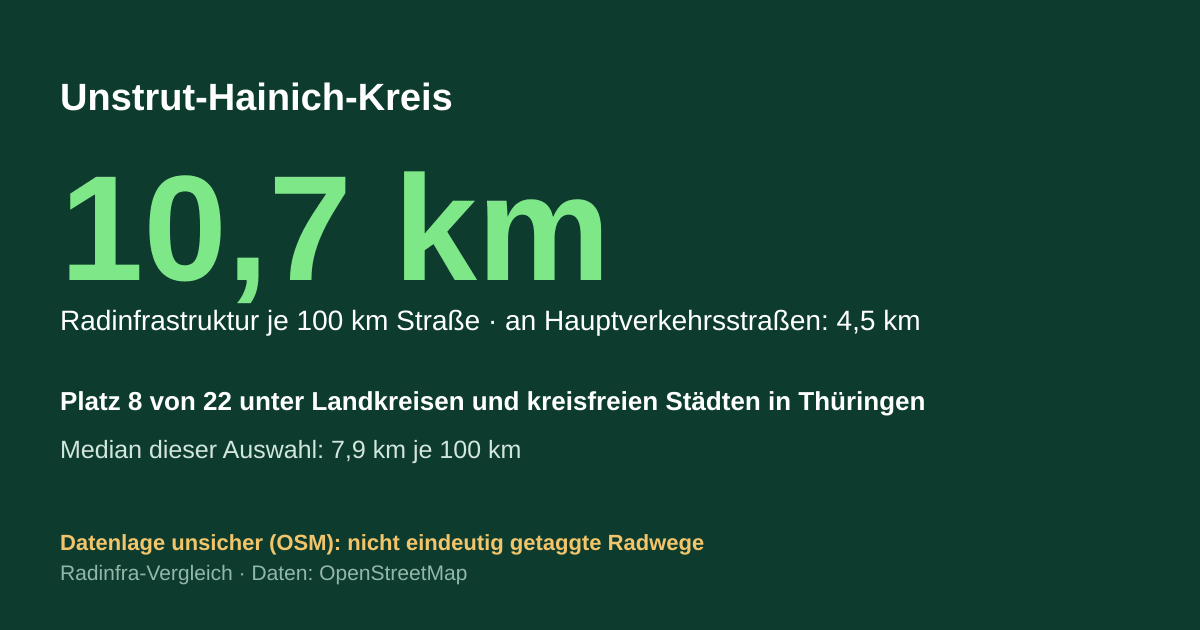 Unstrut-Hainich-Kreis
10,7 km
Radinfrastruktur je 100 km Straße · an Hauptverkehrsstraßen: 4,5 km
Platz 8 von 22 unter Landkreisen und kreisfreien Städten in Thüringen
Median dieser Auswahl: 7,9 km je 100 km
Datenlage unsicher (OSM): nicht eindeutig getaggte Radwege
Radinfra-Vergleich · Daten: OpenStreetMap